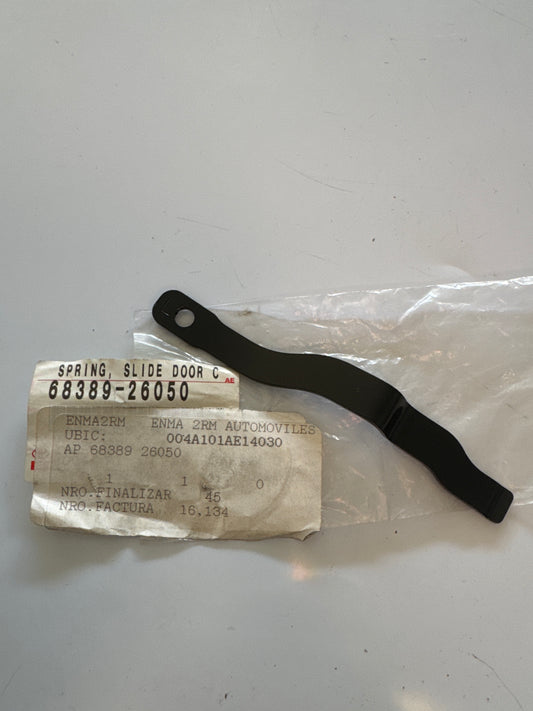 SPRING, SLIDE DOOR C
68389-26050
AE
ENMA2RM ENMA 2RM AUTOMOVILES
UBIC: 004A101AE14030
AP 68389 26050
1 1 0
NRO.FINALIZAR 45
NRO.FACTURA 16,134